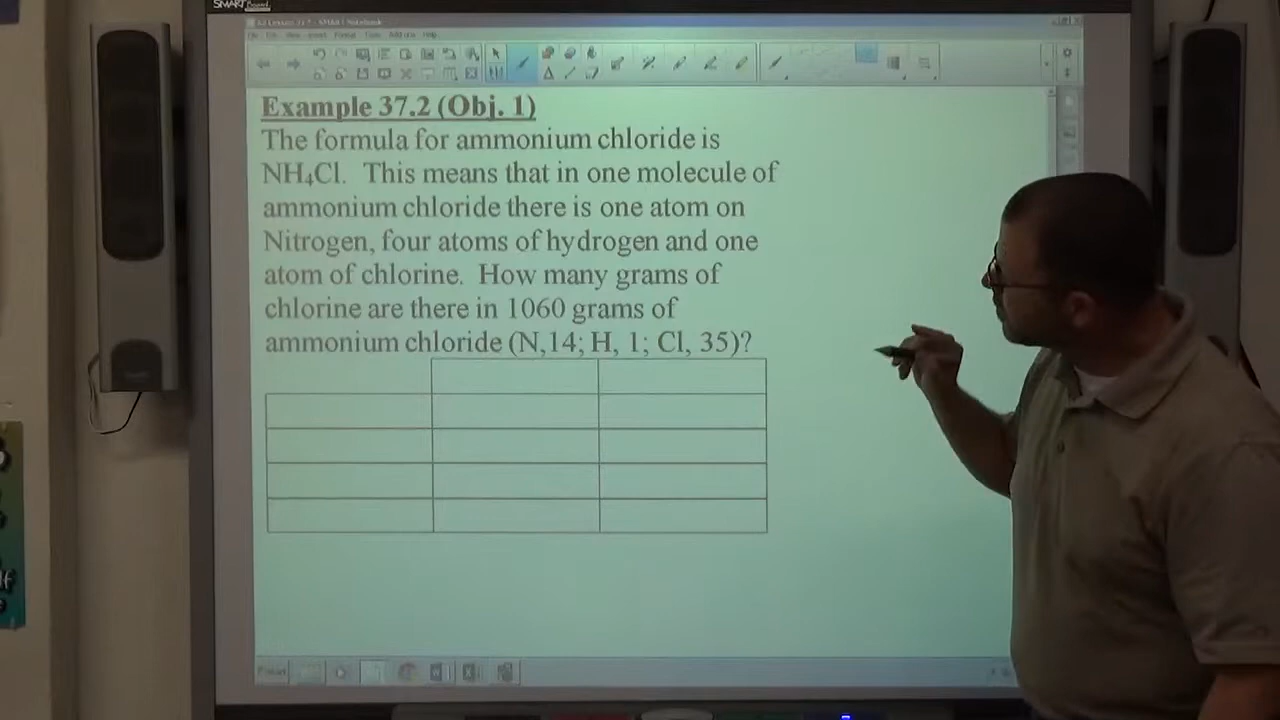 SMART Board
Example 37.2 (Obj. 1)
The formula for ammonium chloride is
NH₄Cl.  This means that in one molecule of
ammonium chloride there is one atom on
Nitrogen, four atoms of hydrogen and one
atom of chlorine.  How many grams of
chlorine are there in 1060 grams of
ammonium chloride (N,14; H, 1; Cl, 35)?